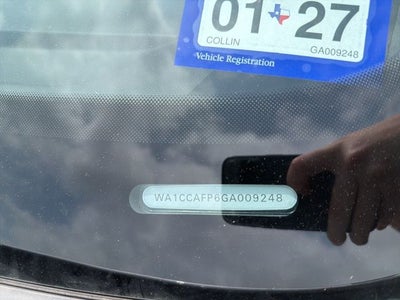 01 27
COLLIN GA009248
Vehicle Registration
WA1CCAFP6GA009248